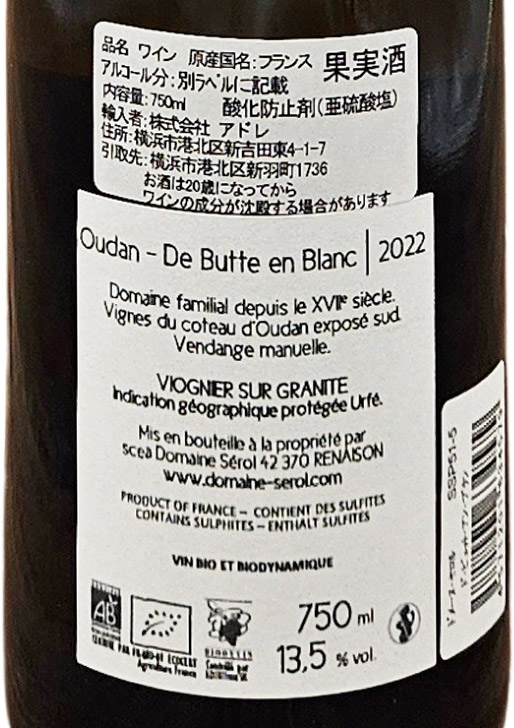 品名 ワイン 原産国名:フランス 果実酒
アルコール分:別ラベルに記載
内容量:750ml 酸化防止剤(亜硫酸塩)
輸入者:株式会社 アドレ
住所:横浜市港北区新吉田東4-1-7
引取先:横浜市港北区新羽町1736
お酒は20歳になってから
ワインの成分が沈殿する場合があります
Oudan - De Butte en Blanc | 2022
Domaine familial depuis le XVIIe siècle.
Vignes du coteau d'Oudan exposé sud.
Vendange manuelle.
VIOGNIER SUR GRANITE
Indication géographique protégée Urfé.
Mis en bouteille à la propriété par
scea Domaine Sérol 42 370 RENAISON
www.domaine-serol.com
PRODUCT OF FRANCE – CONTIENT DES SULFITES
CONTAINS SULPHITES – ENTHALT SULFITES
VIN BIO ET BIODYNAMIQUE
AB
Agriculture France
BIODYVIN
750 ml
13,5 % vol.
SSP61-5